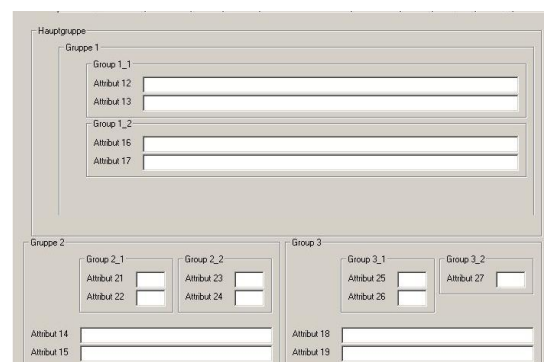 Hauptgruppe
Gruppe 1
Group 1_1
Attribut 12
Attribut 13
Group 1_2
Attribut 16
Attribut 17
Gruppe 2
Group 2_1
Attribut 21
Attribut 22
Group 2_2
Attribut 23
Attribut 24
Attribut 14
Attribut 15
Group 3
Group 3_1
Attribut 25
Attribut 26
Group 3_2
Attribut 27
Attribut 18
Attribut 19